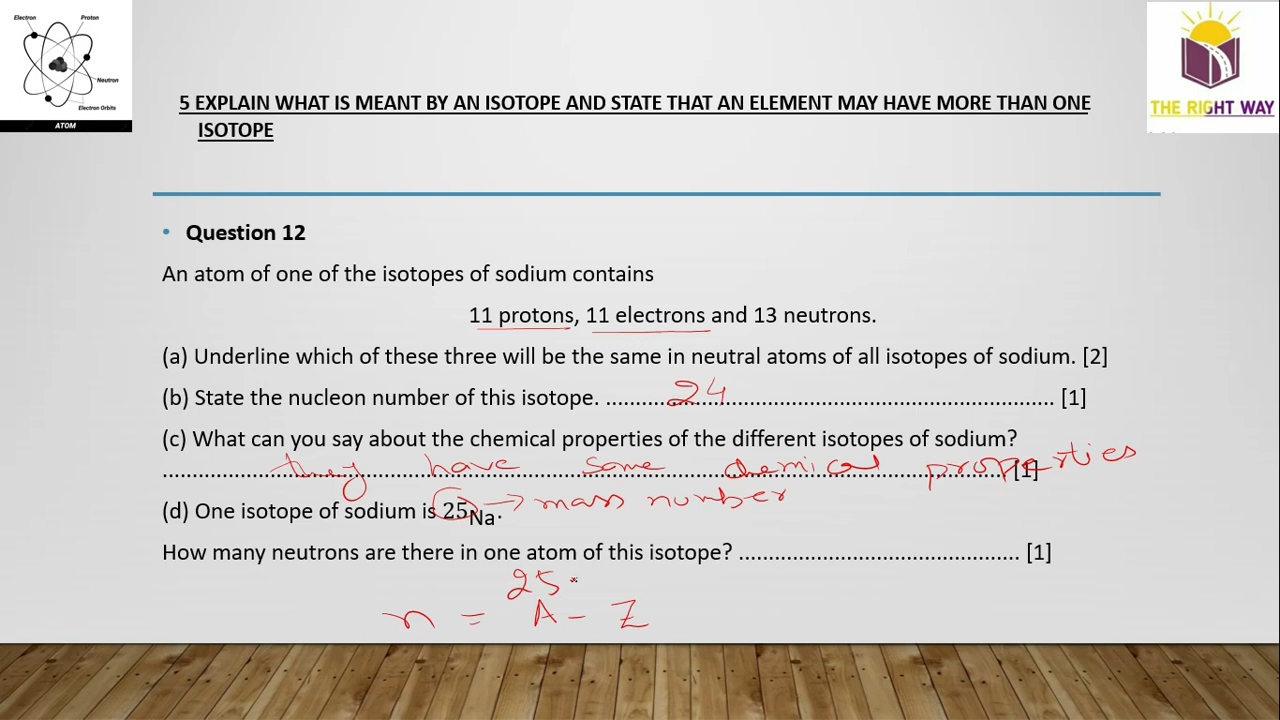 Electron
Proton
Neutron
Electron Orbits
ATOM
THE RIGHT WAY
5 EXPLAIN WHAT IS MEANT BY AN ISOTOPE AND STATE THAT AN ELEMENT MAY HAVE MORE THAN ONE
ISOTOPE
• Question 12
An atom of one of the isotopes of sodium contains
11 protons, 11 electrons and 13 neutrons.
(a) Underline which of these three will be the same in neutral atoms of all isotopes of sodium. [2]
(b) State the nucleon number of this isotope. ........................................................................... [1]
24
(c) What can you say about the chemical properties of the different isotopes of sodium?
............................................................................................................................................ [1]
they have same chemical properties
→ mass number
(d) One isotope of sodium is 25Na.
How many neutrons are there in one atom of this isotope? ............................................... [1]
25
n = A - Z